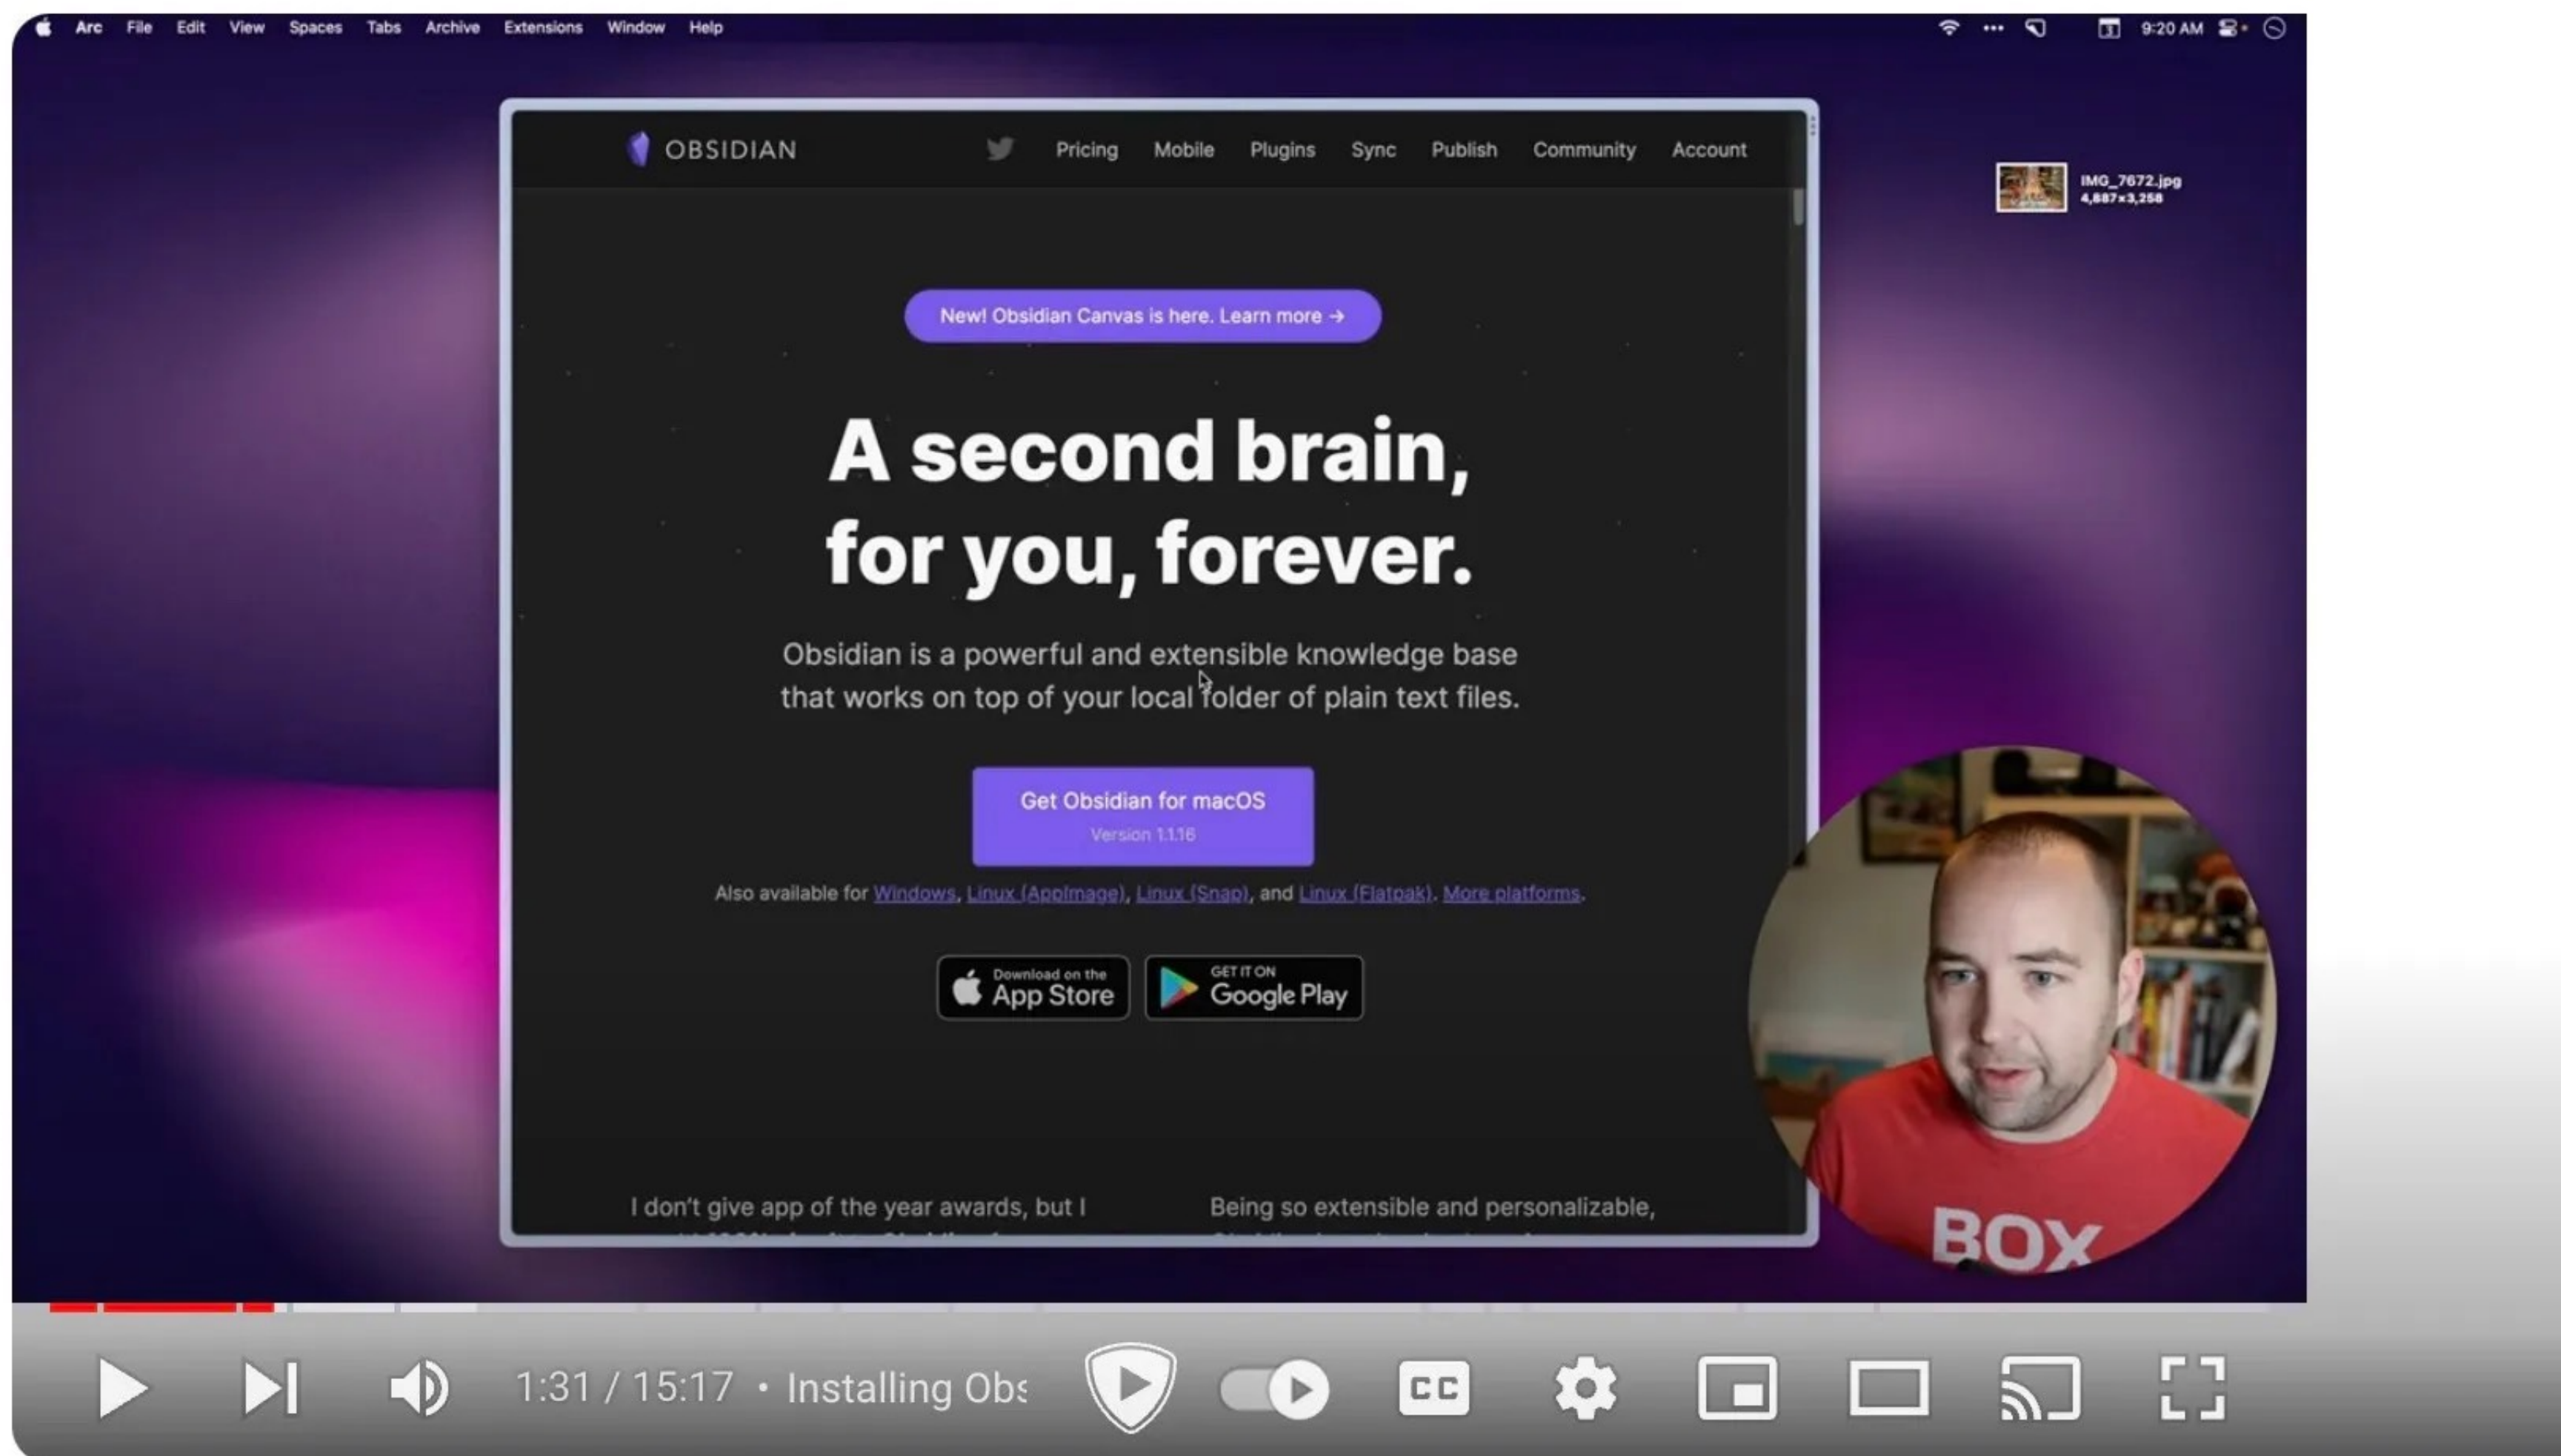 Arc File Edit View Spaces Tabs Archive Extensions Window Help
9:20 AM
OBSIDIAN
Pricing Mobile Plugins Sync Publish Community Account
IMG_7672.jpg
4,887×3,258
New! Obsidian Canvas is here. Learn more →
A second brain,
for you, forever.
Obsidian is a powerful and extensible knowledge base
that works on top of your local folder of plain text files.
Get Obsidian for macOS
Version 1.1.16
Also available for Windows, Linux (AppImage), Linux (Snap), and Linux (Flatpak). More platforms.
Download on the
App Store
GET IT ON
Google Play
I don't give app of the year awards, but I
Being so extensible and personalizable,
BOX
1:31 / 15:17 • Installing Obs
CC